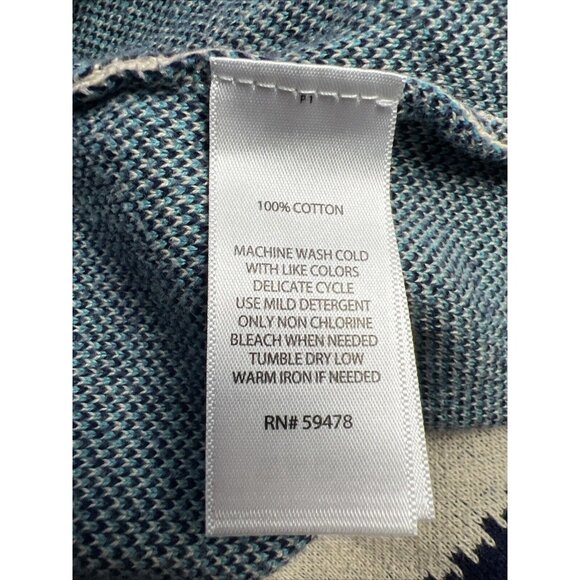 P1
100% COTTON
MACHINE WASH COLD
WITH LIKE COLORS
DELICATE CYCLE
USE MILD DETERGENT
ONLY NON CHLORINE
BLEACH WHEN NEEDED
TUMBLE DRY LOW
WARM IRON IF NEEDED
RN# 59478